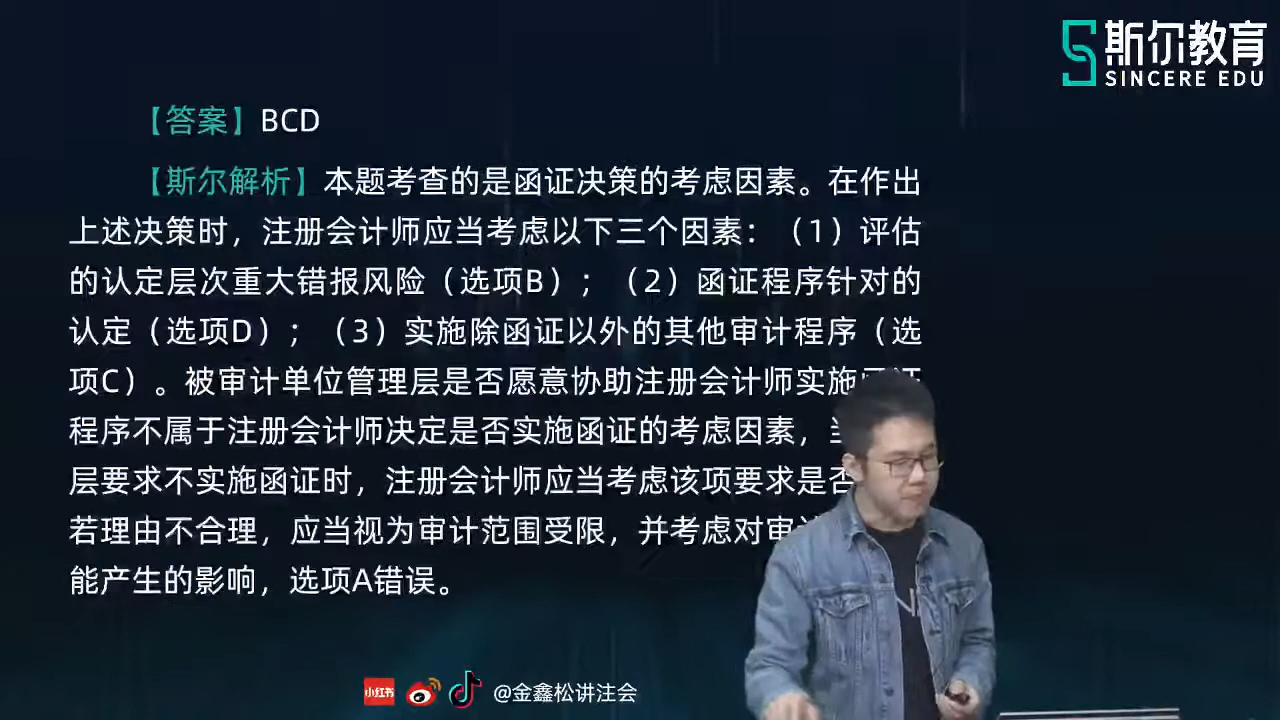 斯尔教育
SINCERE EDU
【答案】BCD
【斯尔解析】本题考查的是函证决策的考虑因素。在作出
上述决策时，注册会计师应当考虑以下三个因素：（1）评估
的认定层次重大错报风险（选项B）；（2）函证程序针对的
认定（选项D）；（3）实施除函证以外的其他审计程序（选
项C）。被审计单位管理层是否愿意协助注册会计师实施函证
程序不属于注册会计师决定是否实施函证的考虑因素，当
层要求不实施函证时，注册会计师应当考虑该项要求是否
若理由不合理，应当视为审计范围受限，并考虑对审
能产生的影响，选项A错误。
小红书
@金鑫松讲注会